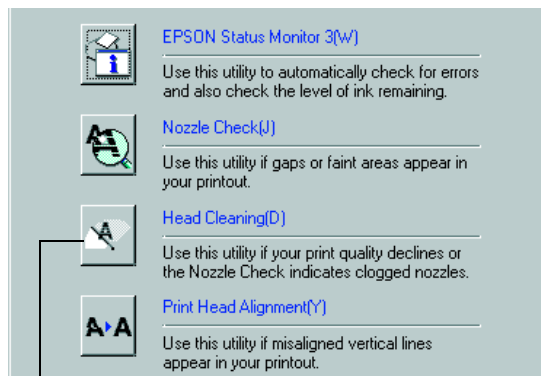 EPSON Status Monitor 3(W)
Use this utility to automatically check for errors
and also check the level of ink remaining.
Nozzle Check(J)
Use this utility if gaps or faint areas appear in
your printout.
Head Cleaning(D)
Use this utility if your print quality declines or
the Nozzle Check indicates clogged nozzles.
Print Head Alignment(Y)
Use this utility if misaligned vertical lines
appear in your printout.